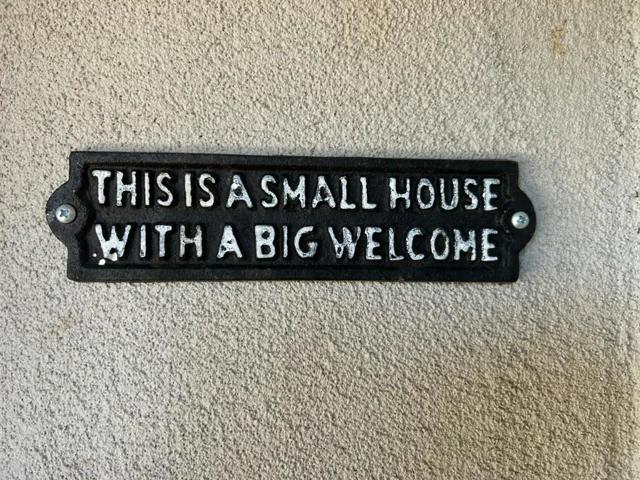 THIS IS A SMALL HOUSE
WITH A BIG WELCOME